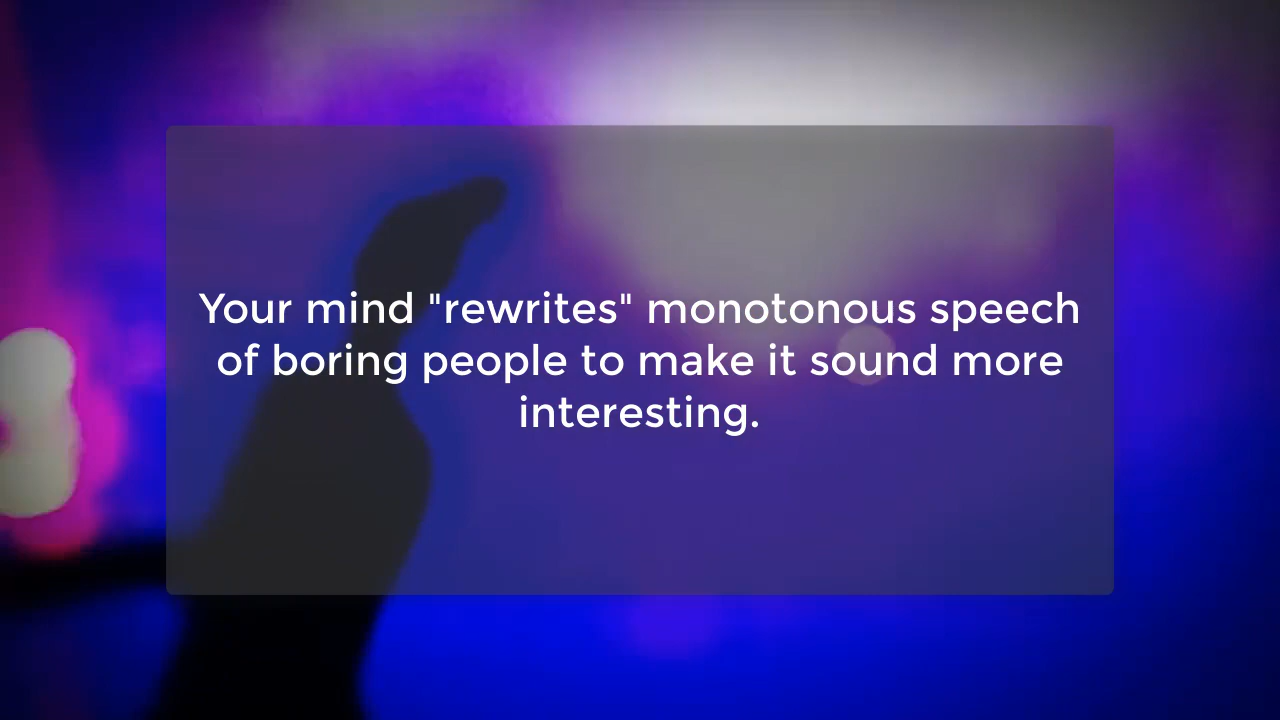 Your mind "rewrites" monotonous speech
of boring people to make it sound more
interesting.